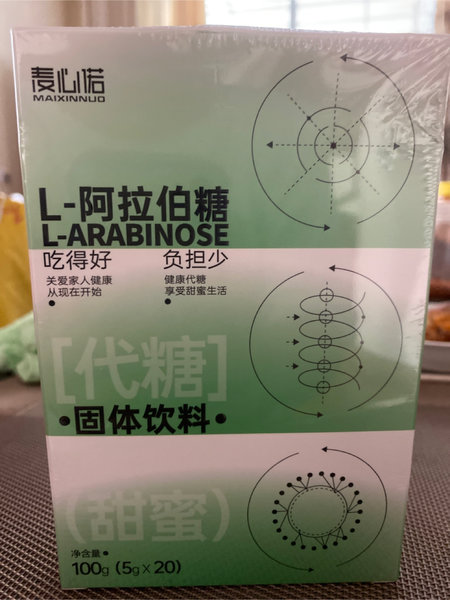 麦心诺
MAIXINNUO
L-阿拉伯糖
L-ARABINOSE
吃得好 负担少
关爱家人健康 健康代糖
从现在开始 享受甜蜜生活
[代糖]
·固体饮料·
(甜蜜)
净含量:
100g (5g×20)